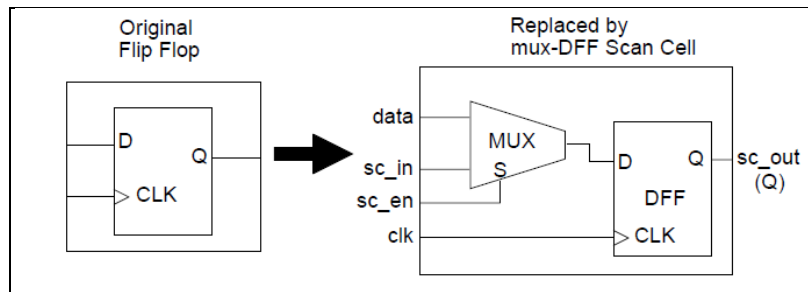 Original
Flip Flop
D
Q
CLK
Replaced by
mux-DFF Scan Cell
data
sc_in
sc_en
clk
MUX
S
D
Q
DFF
CLK
sc_out
(Q)